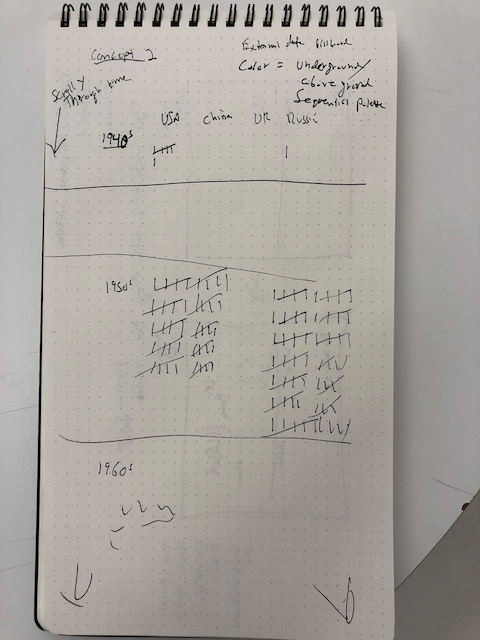 Concept 2
External data billboard
Color = Underground/
above ground
Sequential palette
Scrolly
Through time
USA China UK Russia
1940s
1950s
1960s